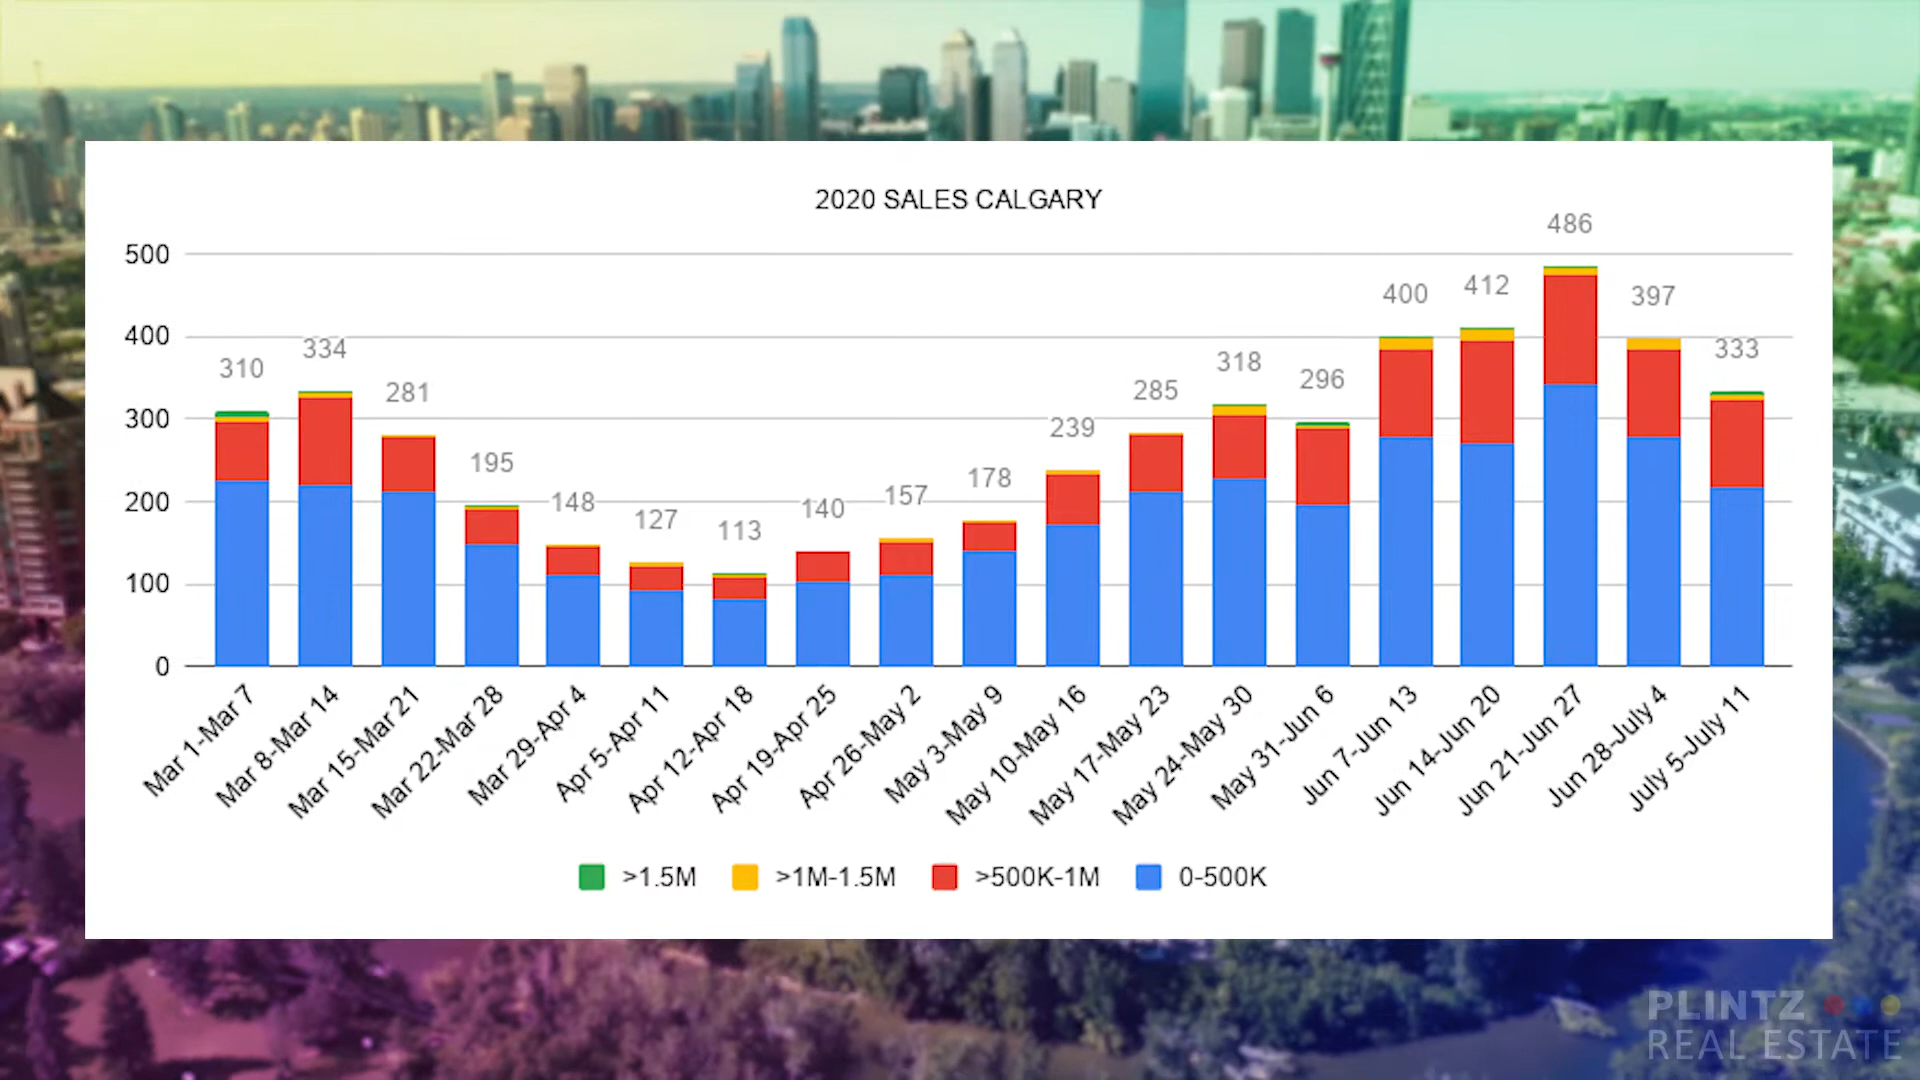 2020 SALES CALGARY
486
500
400
412
397
400
334
333
310
318
281
296
285
300
239
195
178
200
148
157
127
140
113
100
0
Mar 1-Mar 7
Mar 8-Mar 14
Mar 15-Mar 21
Mar 22-Mar 28
Mar 29-Apr 4
Apr 5-Apr 11
Apr 12-Apr 18
Apr 19-Apr 25
Apr 26-May 2
May 3-May 9
May 10-May 16
May 17-May 23
May 24-May 30
May 31-Jun 6
Jun 7-Jun 13
Jun 14-Jun 20
Jun 21-Jun 27
Jun 28-July 4
July 5-July 11
>1.5M >1M-1.5M >500K-1M 0-500K
PLINTZ
REAL ESTATE